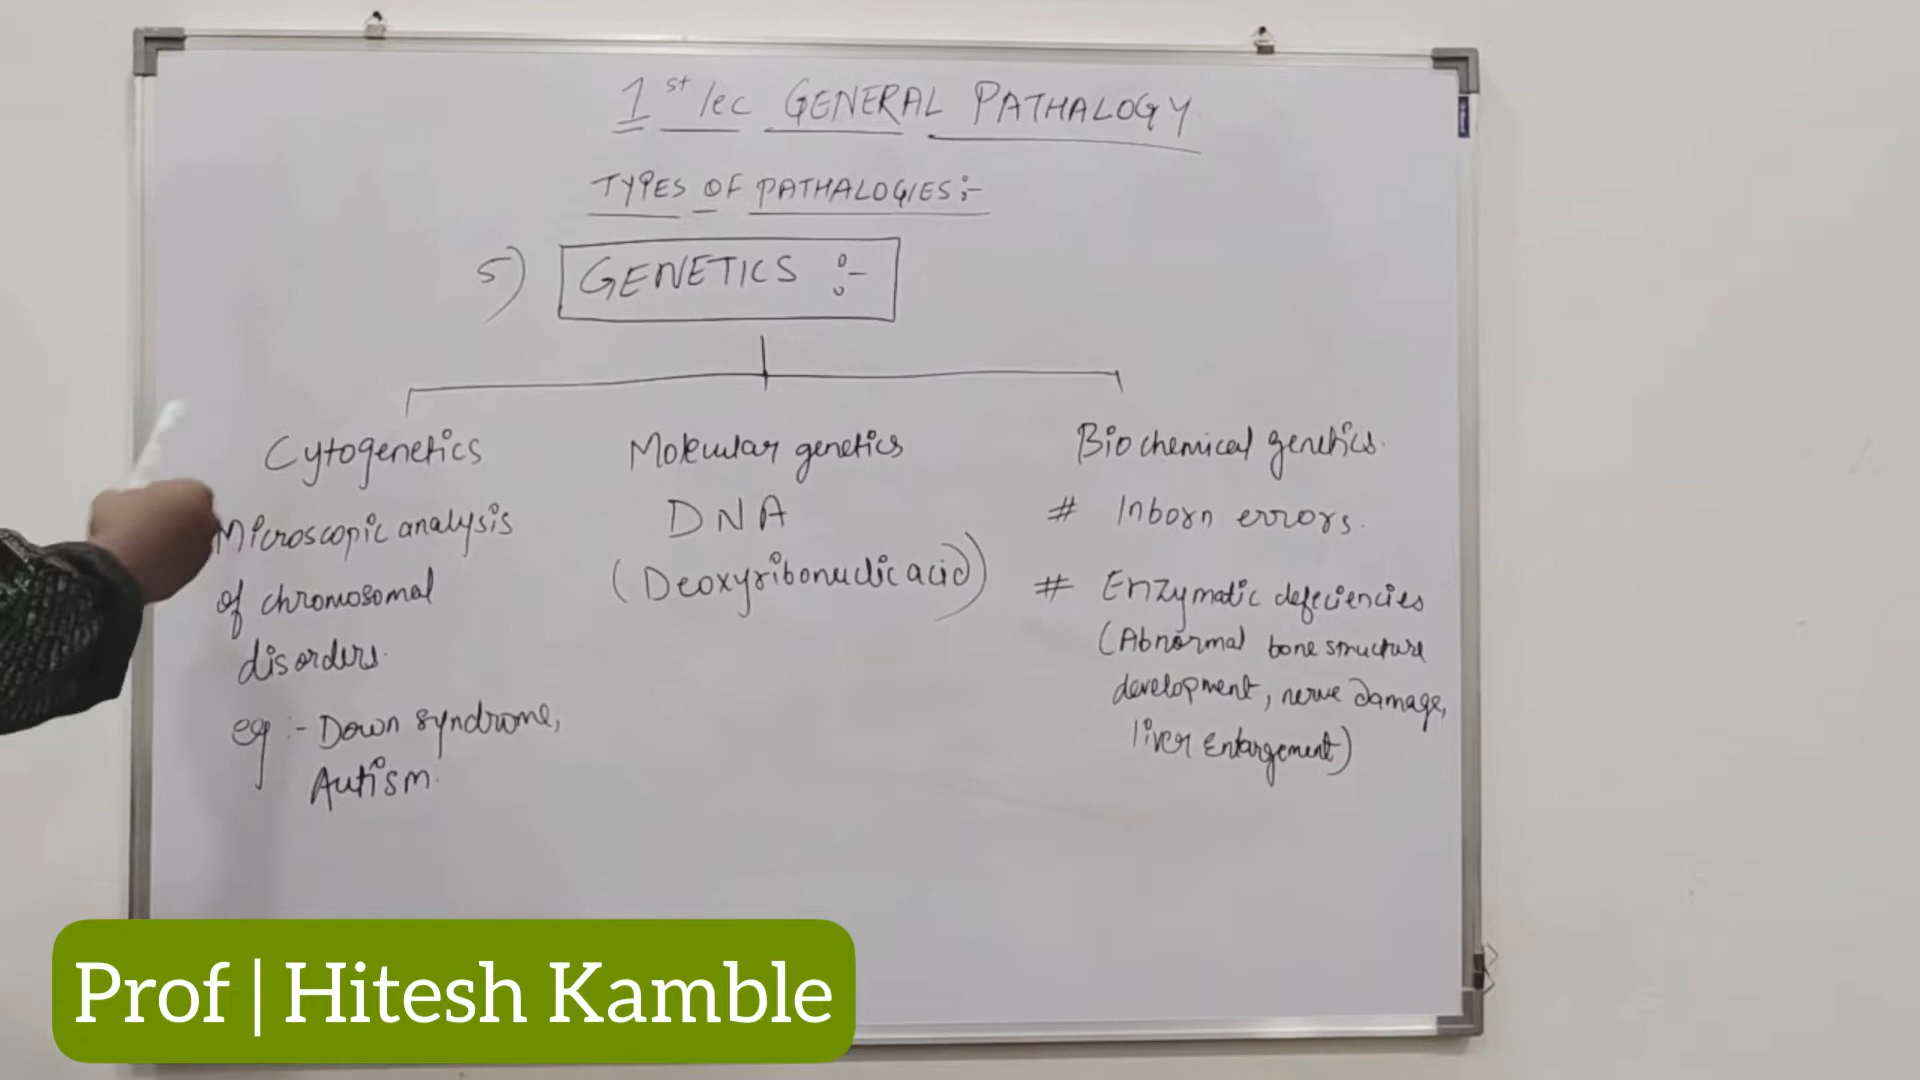 1st lec GENERAL PATHALOGY
TYPES OF PATHALOGIES:-
5) GENETICS :-
Cytogenetics
Microscopic analysis
of chromosomal
disorders.
eg :- Down syndrome,
Autism.
Molecular genetics
DNA
(Deoxyribonuclic acid)
Biochemical genetics.
# Inborn errors.
# Enzymatic defeciencies
(Abnormal bone structure
development, nerve damage,
liver Enlargement)
Prof | Hitesh Kamble